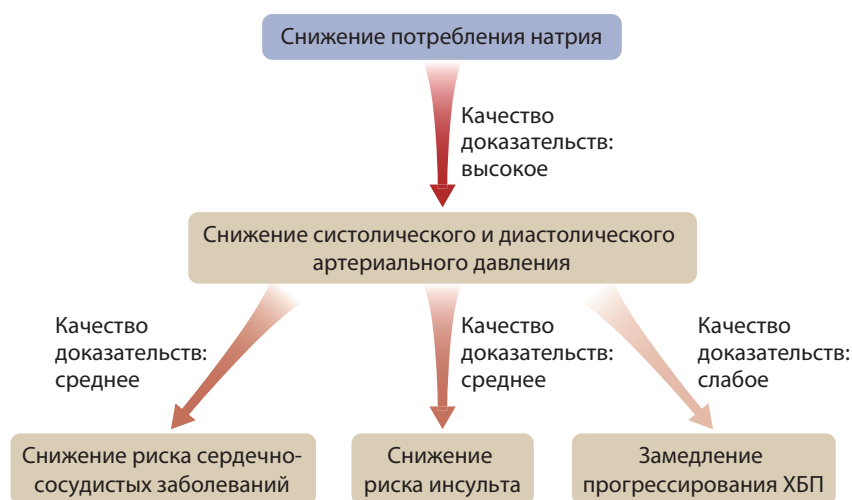 Снижение потребления натрия
Качество
доказательств:
высокое
Снижение систолического и диастолического
артериального давления
Качество
доказательств:
среднее
Качество
доказательств:
среднее
Качество
доказательств:
слабое
Снижение риска сердечно-
сосудистых заболеваний
Снижение
риска инсульта
Замедление
прогрессирования ХБП